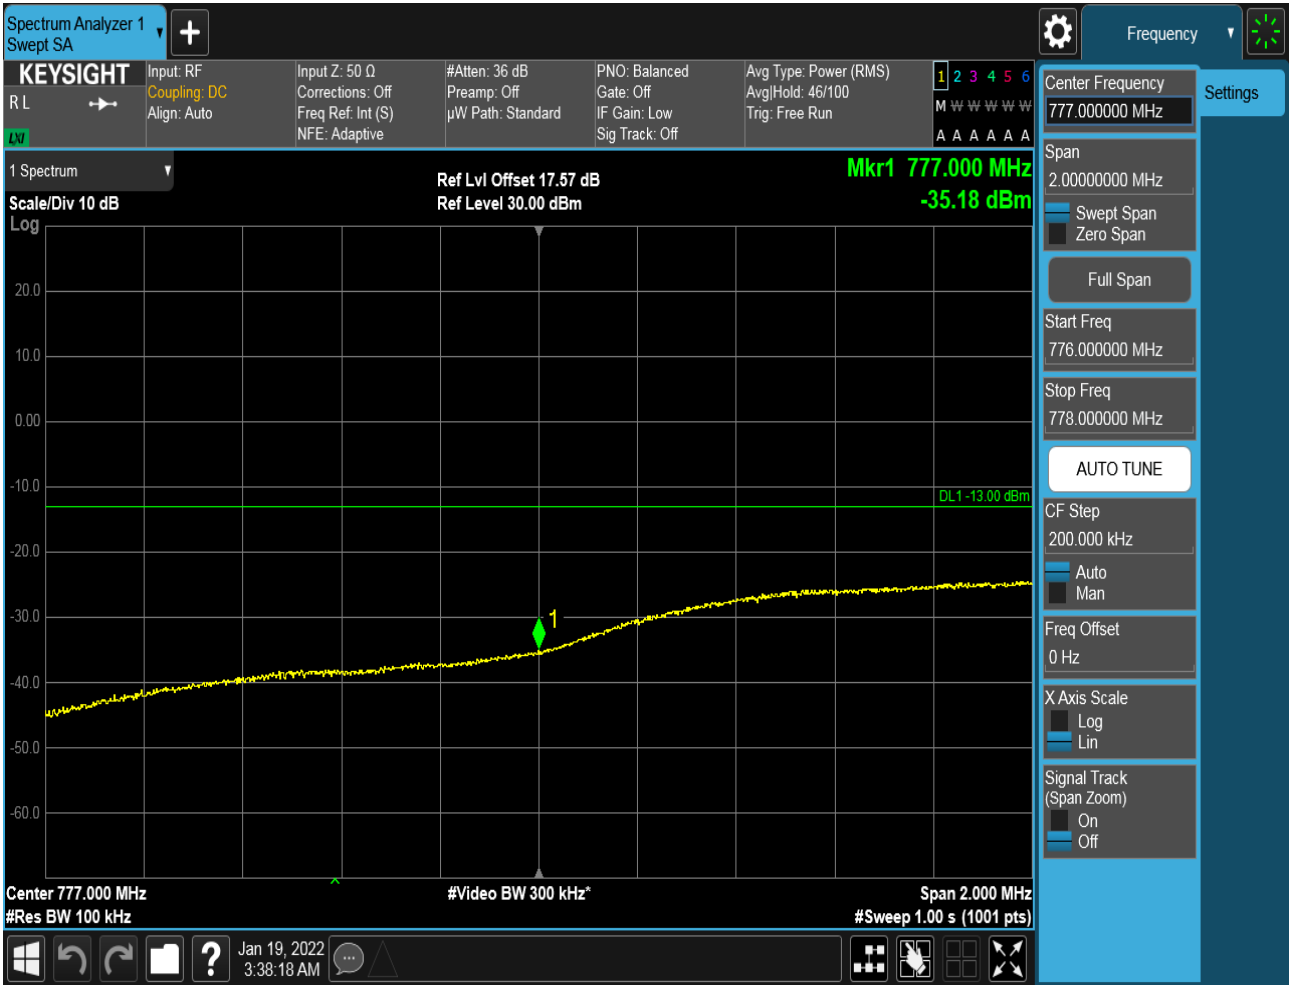 Spectrum Analyzer 1
Swept SA
Frequency
KEYSIGHT
R L
LXI
Input: RF
Coupling: DC
Align: Auto
Input Z: 50 Ω
Corrections: Off
Freq Ref: Int (S)
NFE: Adaptive
#Atten: 36 dB
Preamp: Off
µW Path: Standard
PNO: Balanced
Gate: Off
IF Gain: Low
Sig Track: Off
Avg Type: Power (RMS)
Avg|Hold: 46/100
Trig: Free Run
1 2 3 4 5 6
M W W W W W
A A A A A A
1 Spectrum
Scale/Div 10 dB
Log
Ref Lvl Offset 17.57 dB
Ref Level 30.00 dBm
Mkr1 777.000 MHz
-35.18 dBm
20.0
10.0
0.00
-10.0
DL1 -13.00 dBm
-20.0
-30.0
1
-40.0
-50.0
-60.0
Center 777.000 MHz
#Video BW 300 kHz*
Span 2.000 MHz
#Res BW 100 kHz
#Sweep 1.00 s (1001 pts)
Jan 19, 2022
3:38:18 AM
?
Center Frequency
777.000000 MHz
Settings
Span
2.00000000 MHz
Swept Span
Zero Span
Full Span
Start Freq
776.000000 MHz
Stop Freq
778.000000 MHz
AUTO TUNE
CF Step
200.000 kHz
Auto
Man
Freq Offset
0 Hz
X Axis Scale
Log
Lin
Signal Track
(Span Zoom)
On
Off